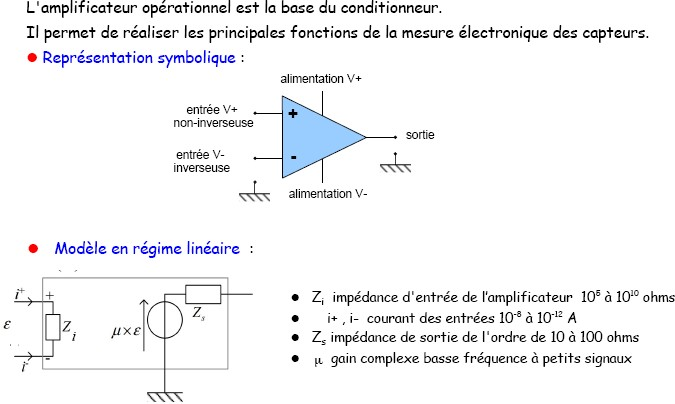 L'amplificateur opérationnel est la base du conditionneur.
Il permet de réaliser les principales fonctions de la mesure électronique des capteurs.
● Représentation symbolique :
alimentation V+
entrée V+
non-inverseuse
+
sortie
entrée V-
inverseuse
-
alimentation V-
● Modèle en régime linéaire :
i⁺
+
ε
Zᵢ
μ×ε
Zₛ
-
i⁻
● Zᵢ impédance d'entrée de l'amplificateur 10⁵ à 10¹⁰ ohms
● i+ , i- courant des entrées 10⁻⁸ à 10⁻¹² A
● Zₛ impédance de sortie de l'ordre de 10 à 100 ohms
● μ gain complexe basse fréquence à petits signaux